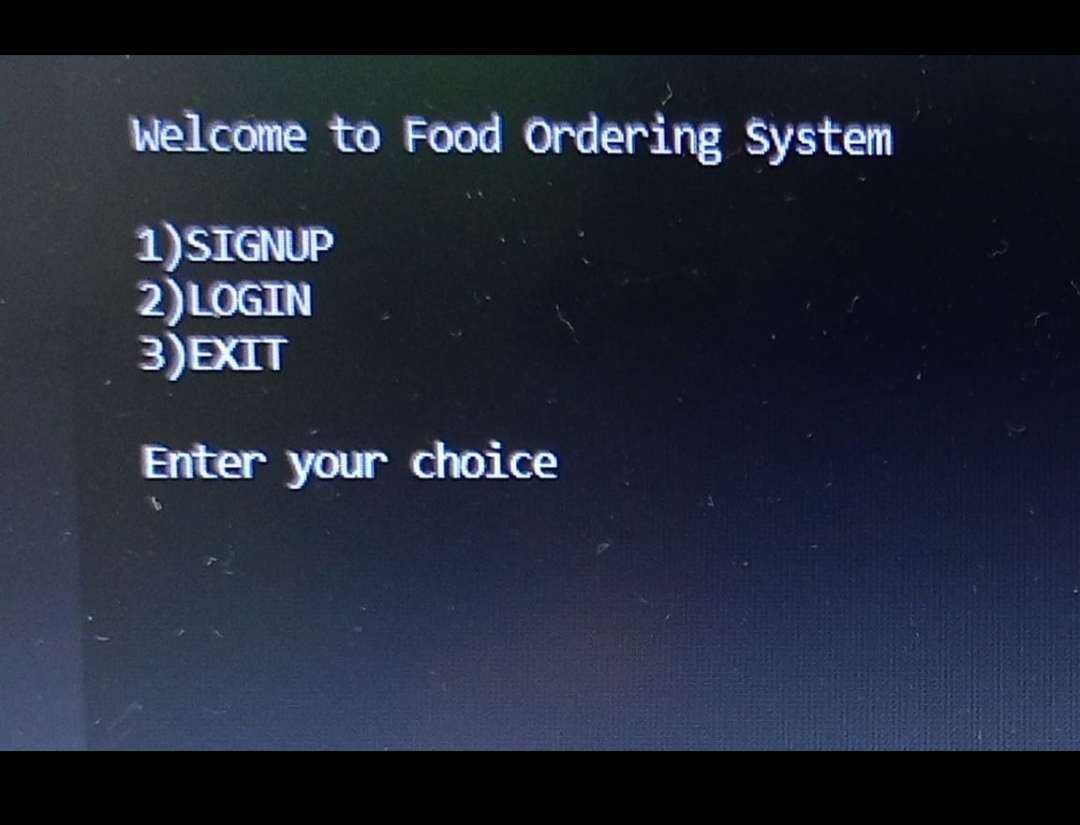 Welcome to Food Ordering System
1)SIGNUP
2)LOGIN
3)EXIT
Enter your choice